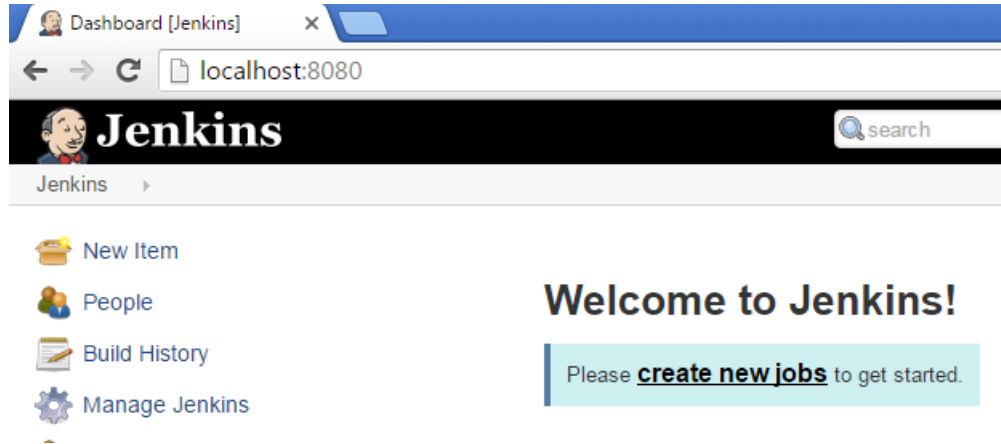 Dashboard [Jenkins]
localhost:8080
Jenkins
search
Jenkins
New Item
People
Build History
Manage Jenkins
Welcome to Jenkins!
Please create new jobs to get started.